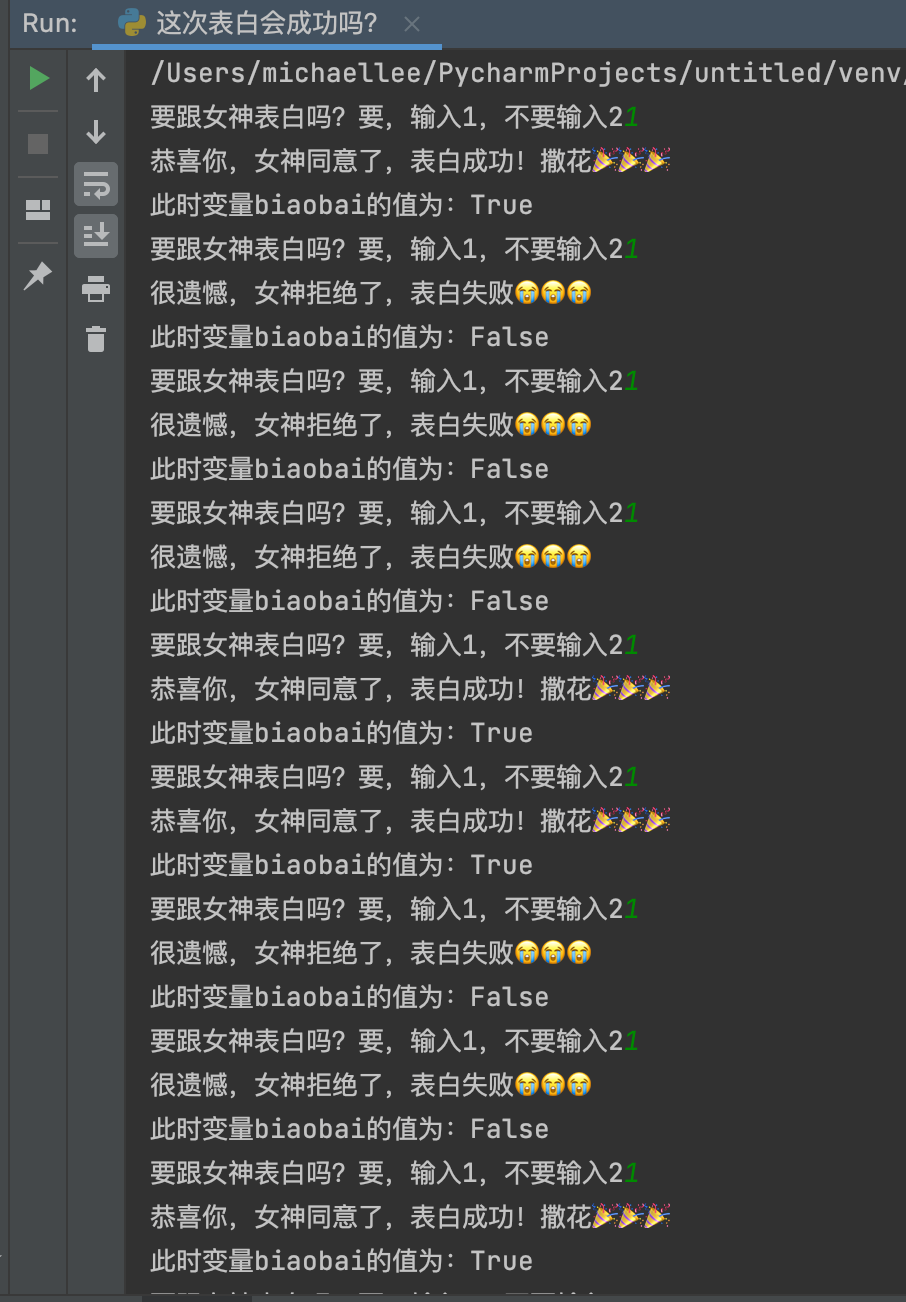 Run: 这次表白会成功吗?
/Users/michaellee/PycharmProjects/untitled/venv/
要跟女神表白吗?要，输入1，不要输入21
恭喜你，女神同意了，表白成功！撒花🎉🎉🎉
此时变量biaobai的值为：True
要跟女神表白吗?要，输入1，不要输入21
很遗憾，女神拒绝了，表白失败😭😭😭
此时变量biaobai的值为：False
要跟女神表白吗?要，输入1，不要输入21
很遗憾，女神拒绝了，表白失败😭😭😭
此时变量biaobai的值为：False
要跟女神表白吗?要，输入1，不要输入21
很遗憾，女神拒绝了，表白失败😭😭😭
此时变量biaobai的值为：False
要跟女神表白吗?要，输入1，不要输入21
恭喜你，女神同意了，表白成功！撒花🎉🎉🎉
此时变量biaobai的值为：True
要跟女神表白吗?要，输入1，不要输入21
恭喜你，女神同意了，表白成功！撒花🎉🎉🎉
此时变量biaobai的值为：True
要跟女神表白吗?要，输入1，不要输入21
很遗憾，女神拒绝了，表白失败😭😭😭
此时变量biaobai的值为：False
要跟女神表白吗?要，输入1，不要输入21
很遗憾，女神拒绝了，表白失败😭😭😭
此时变量biaobai的值为：False
要跟女神表白吗?要，输入1，不要输入21
恭喜你，女神同意了，表白成功！撒花🎉🎉🎉
此时变量biaobai的值为：True